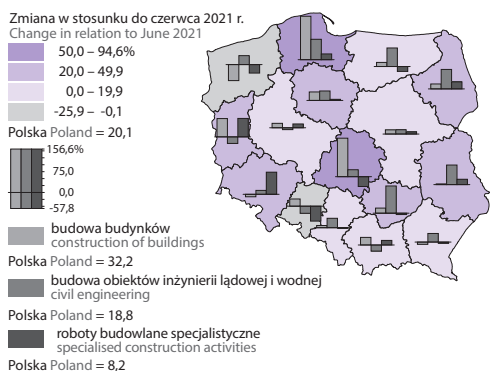 Zmiana w stosunku do czerwca 2021 r.
Change in relation to June 2021
50,0 – 94,6%
20,0 – 49,9
0,0 – 19,9
-25,9 – -0,1
Polska Poland = 20,1
156,6%
75,0
0,0
-57,8
budowa budynków
construction of buildings
Polska Poland = 32,2
budowa obiektów inżynierii lądowej i wodnej
civil engineering
Polska Poland = 18,8
roboty budowlane specjalistyczne
specialised construction activities
Polska Poland = 8,2